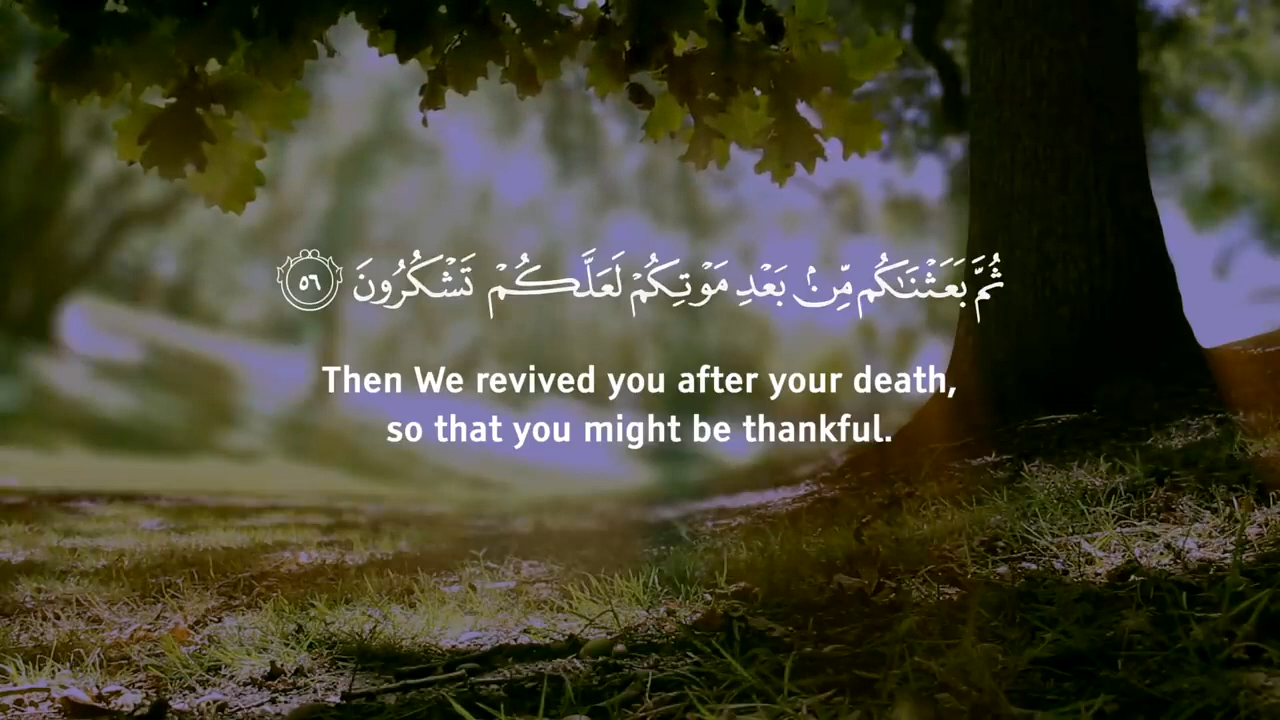 ثُمَّ بَعَثْنَٰكُم مِّنۢ بَعْدِ مَوْتِكُمْ لَعَلَّكُمْ تَشْكُرُونَ ٥٦
Then We revived you after your death,
so that you might be thankful.